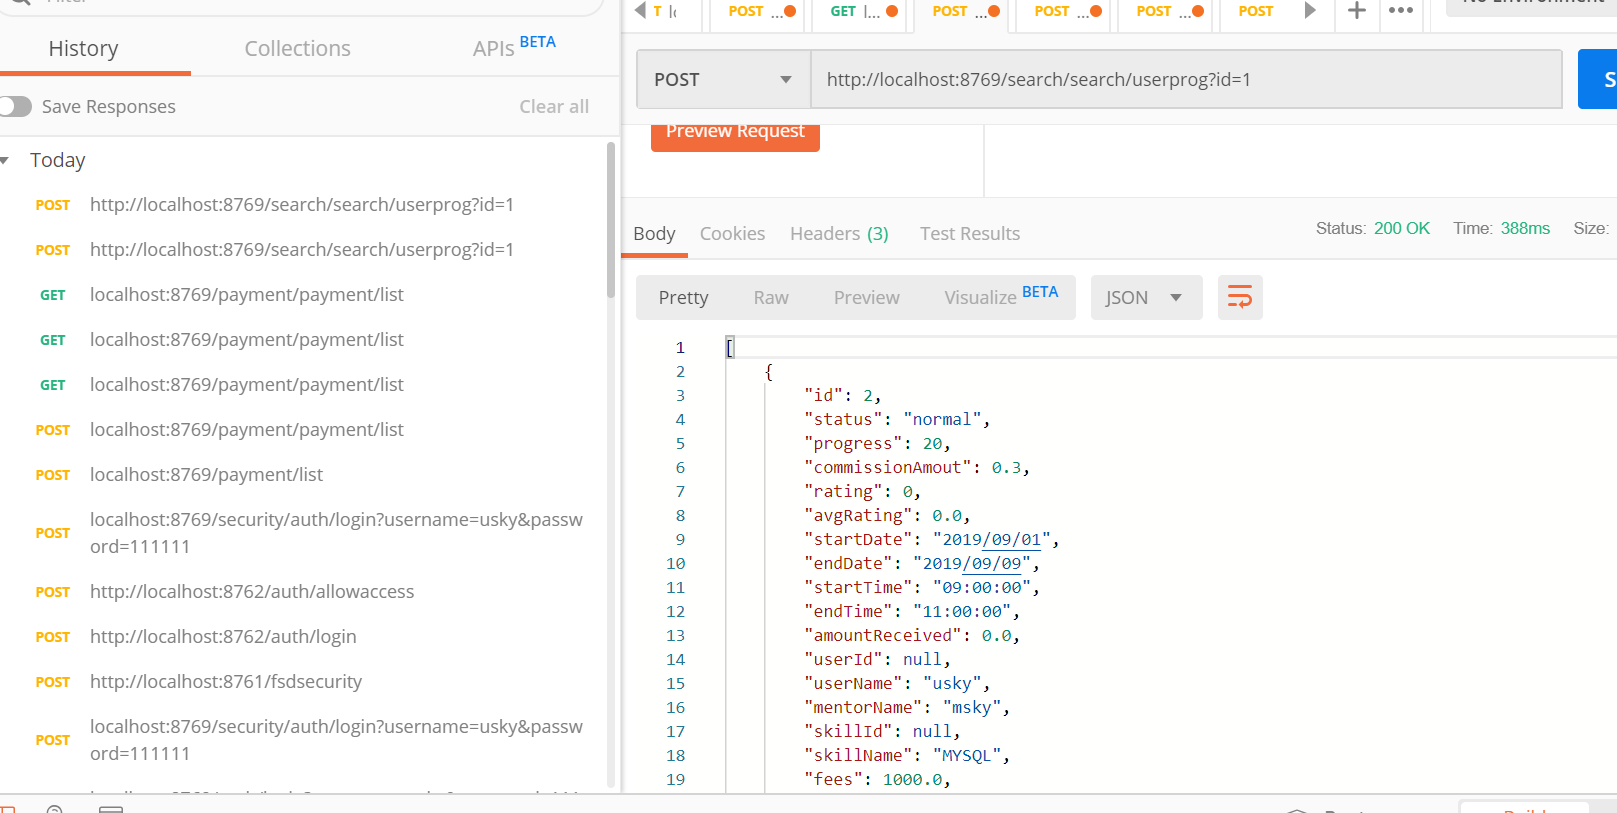 Filter
History
Collections
APIs BETA
Save Responses
Clear all
Today
POST http://localhost:8769/search/search/userprog?id=1
POST http://localhost:8769/search/search/userprog?id=1
GET localhost:8769/payment/payment/list
GET localhost:8769/payment/payment/list
GET localhost:8769/payment/payment/list
POST localhost:8769/payment/payment/list
POST localhost:8769/payment/list
POST localhost:8769/security/auth/login?username=usky&passw
ord=111111
POST http://localhost:8762/auth/allowaccess
POST http://localhost:8762/auth/login
POST http://localhost:8761/fsdsecurity
POST localhost:8769/security/auth/login?username=usky&passw
ord=111111
T
POST ...
GET l...
POST ...
POST ...
POST ...
POST
No Environment
POST
http://localhost:8769/search/search/userprog?id=1
S
Preview Request
Body
Cookies
Headers (3)
Test Results
Status: 200 OK
Time: 388ms
Size:
Pretty
Raw
Preview
Visualize BETA
JSON
1 [
2 {
3 "id": 2,
4 "status": "normal",
5 "progress": 20,
6 "commissionAmout": 0.3,
7 "rating": 0,
8 "avgRating": 0.0,
9 "startDate": "2019/09/01",
10 "endDate": "2019/09/09",
11 "startTime": "09:00:00",
12 "endTime": "11:00:00",
13 "amountReceived": 0.0,
14 "userId": null,
15 "userName": "usky",
16 "mentorName": "msky",
17 "skillId": null,
18 "skillName": "MYSQL",
19 "fees": 1000.0,